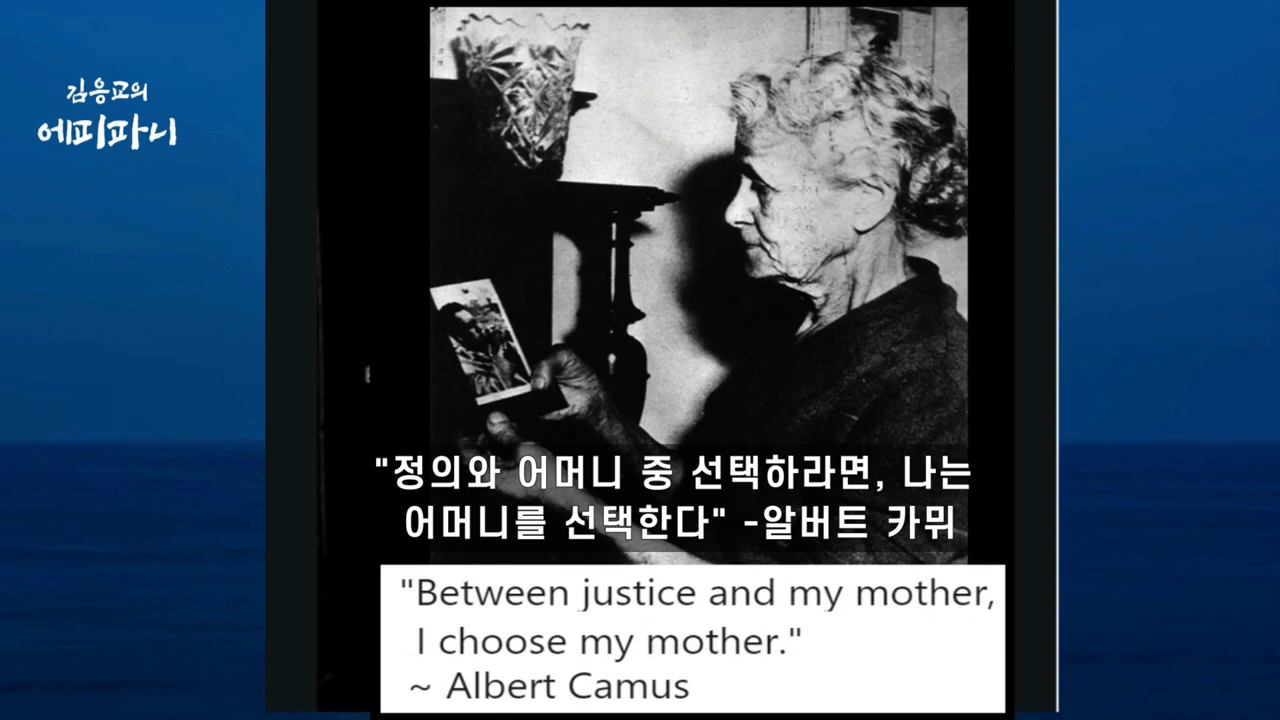 김응교의
에피파니
"정의와 어머니 중 선택하라면, 나는
어머니를 선택한다" -알버트 카뮈
"Between justice and my mother,
I choose my mother."
~ Albert Camus